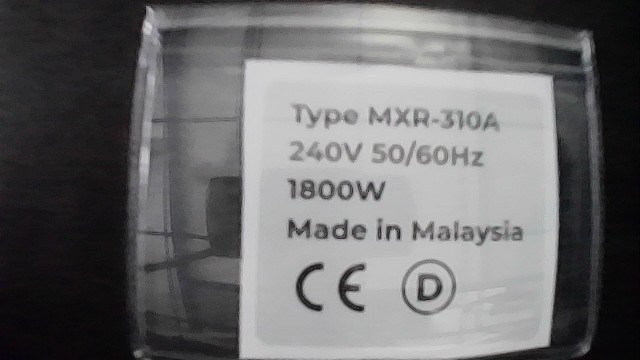 Type MXR-310A
240V 50/60Hz
1800W
Made in Malaysia
CE D